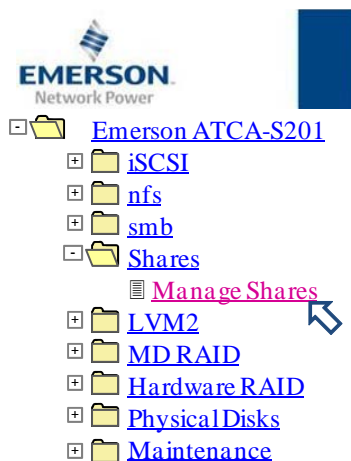 EMERSON
Network Power
Emerson ATCA-S201
iSCSI
nfs
smb
Shares
Manage Shares
LVM2
MD RAID
Hardware RAID
Physical Disks
Maintenance